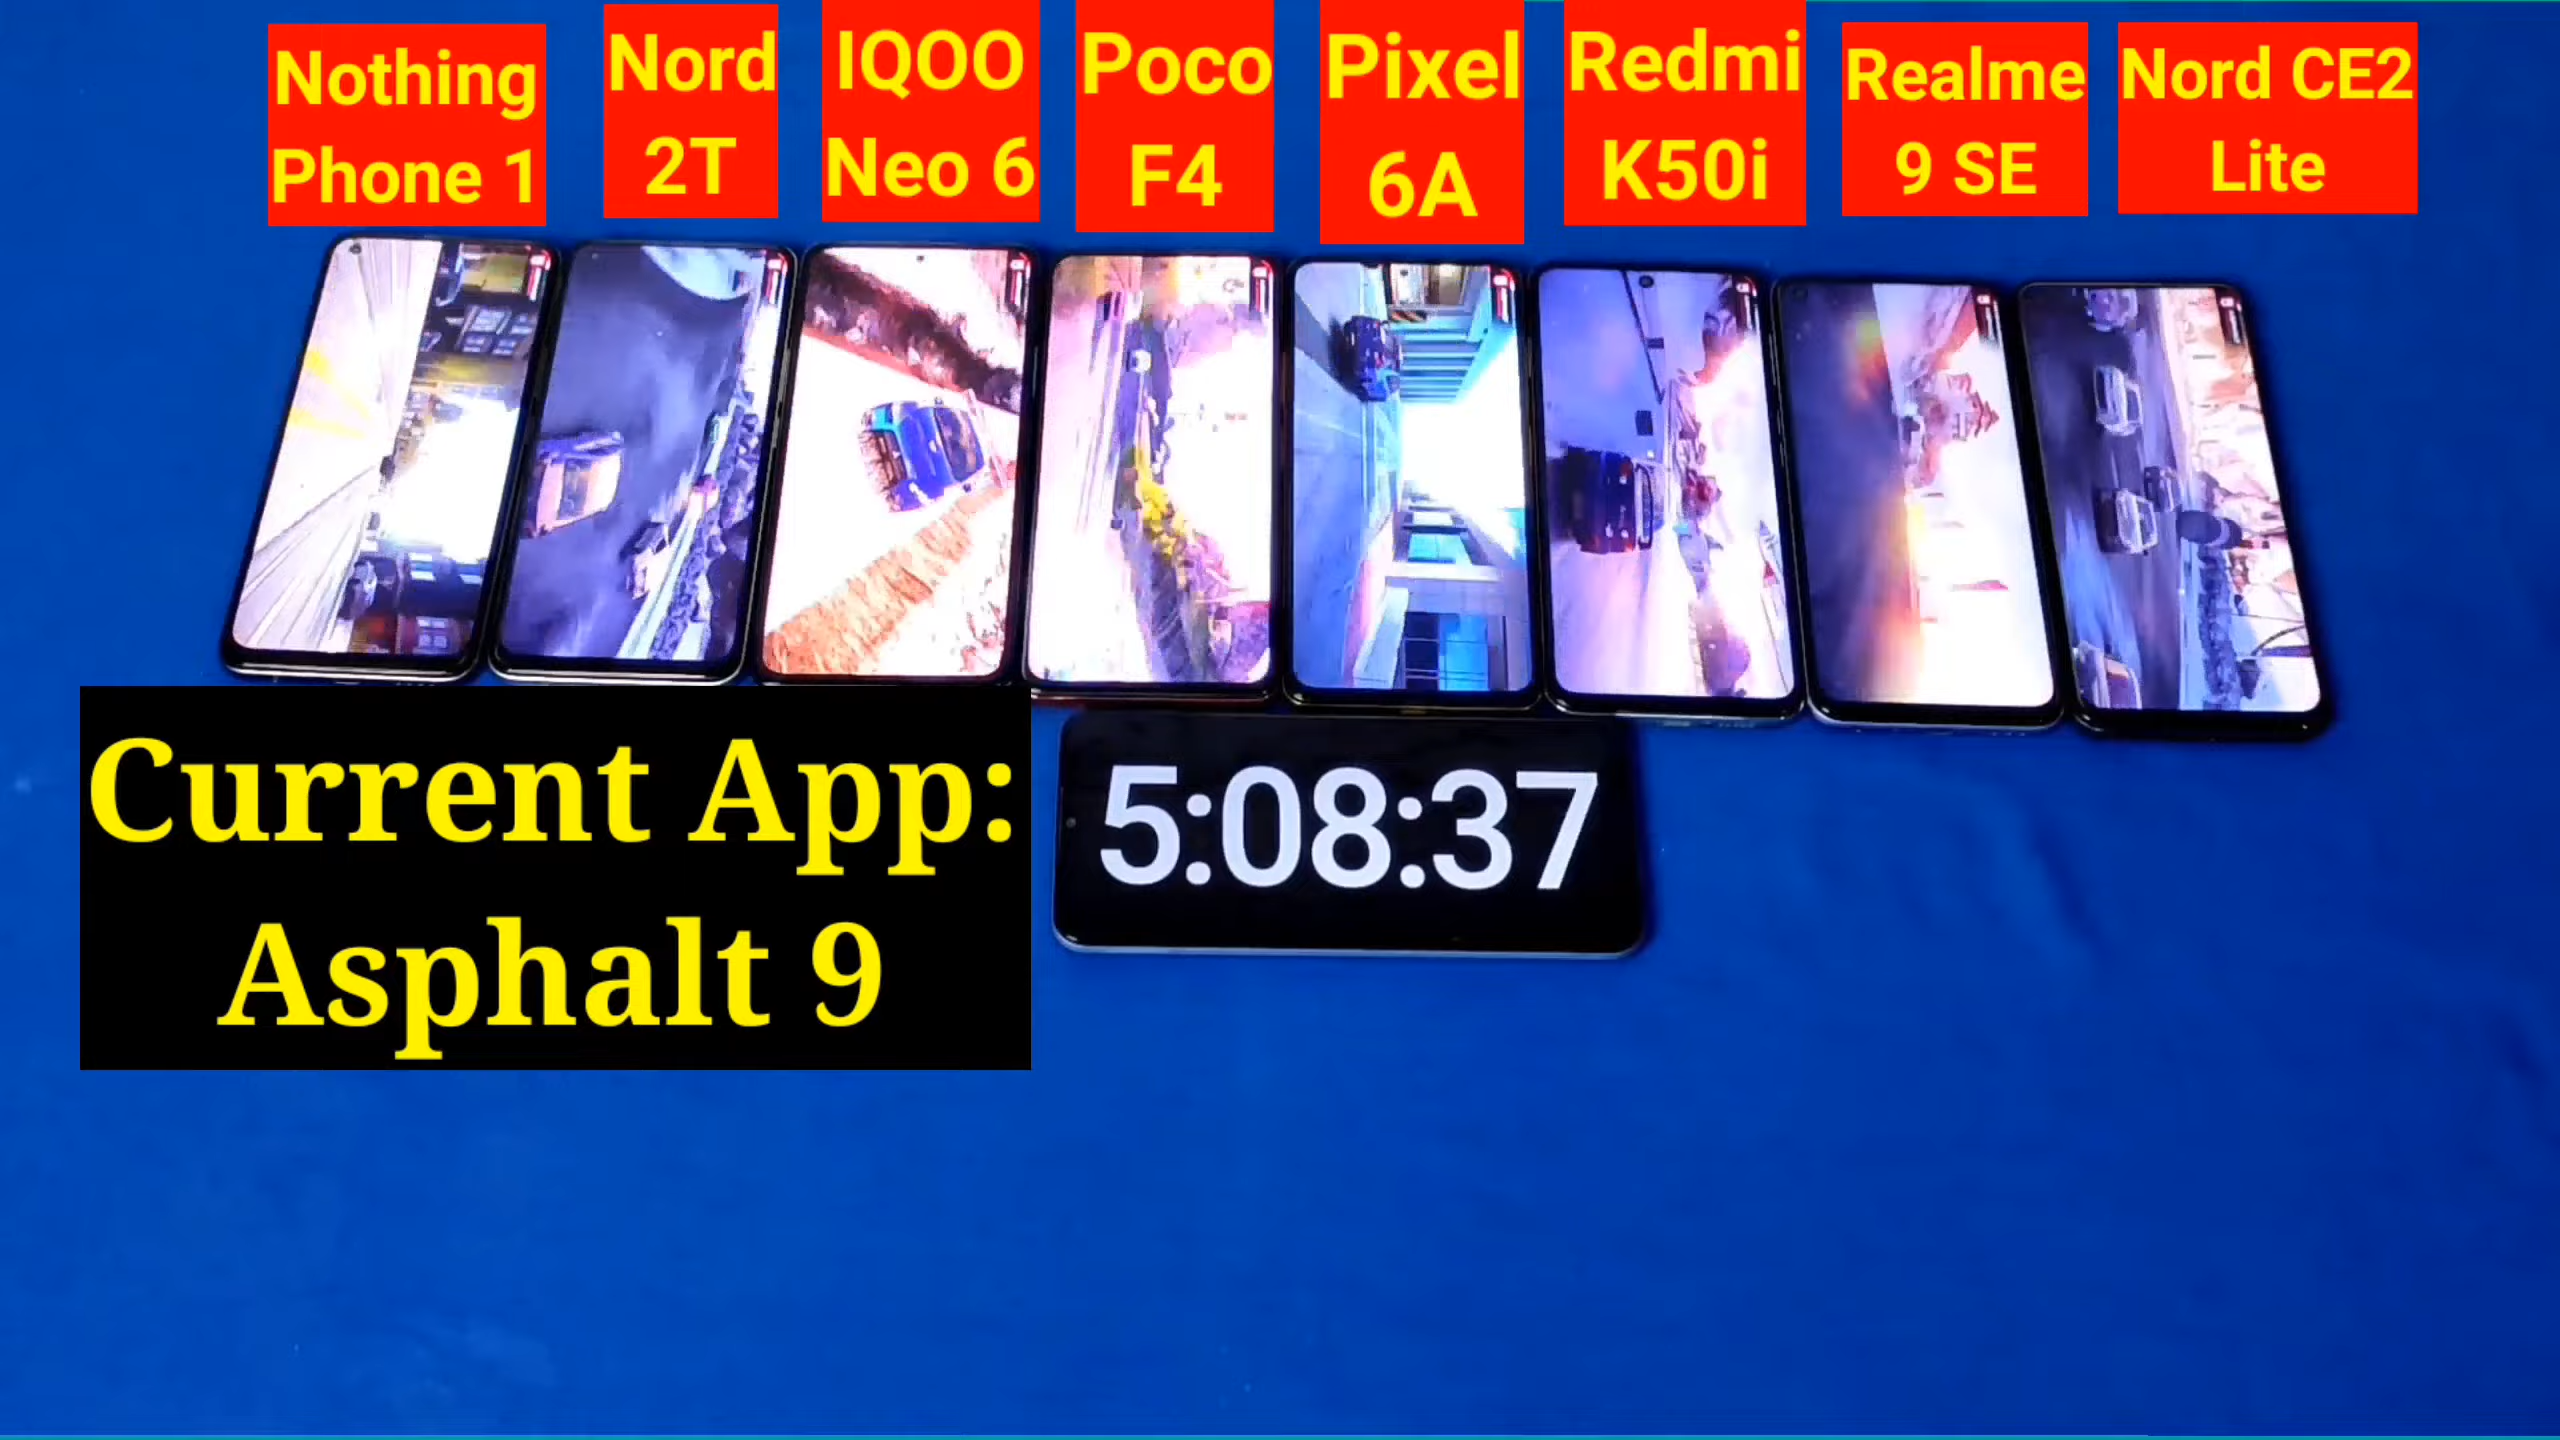 Nothing
Phone 1
Nord
2T
IQOO
Neo 6
Poco
F4
Pixel
6A
Redmi
K50i
Realme
9 SE
Nord CE2
Lite
Current App:
Asphalt 9
5:08:37